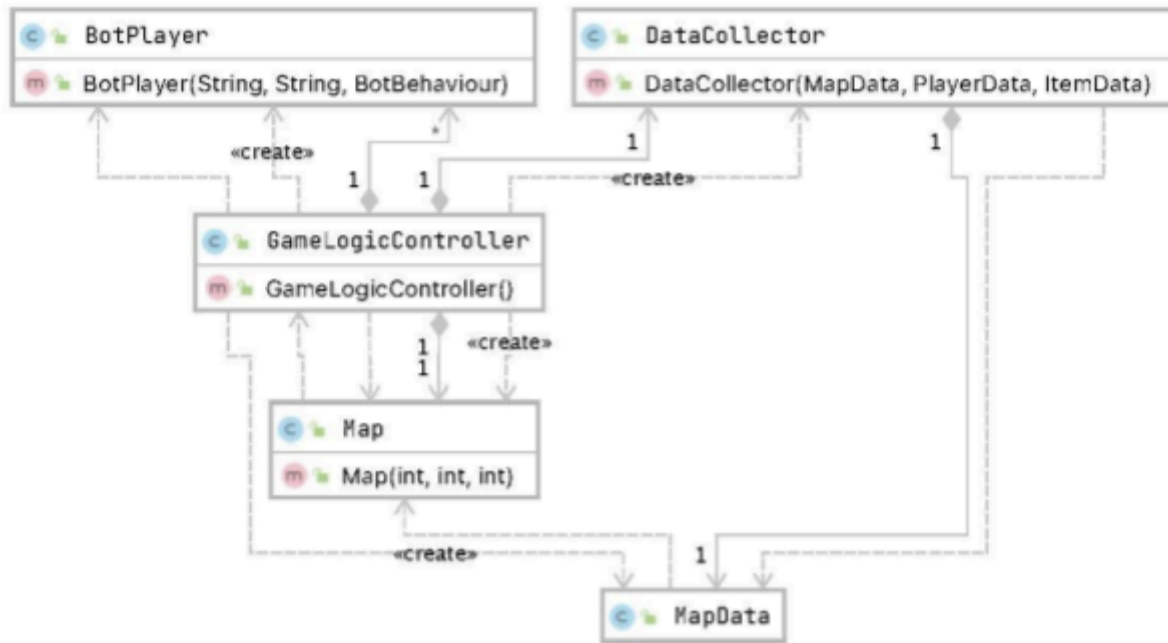 c BotPlayer
m BotPlayer(String, String, BotBehaviour)
c DataCollector
m DataCollector(MapData, PlayerData, ItemData)
*
«create»
1
1
1
«create»
1
c GameLogicController
m GameLogicController()
1
1
«create»
c Map
m Map(int, int, int)
«create»
1
c MapData